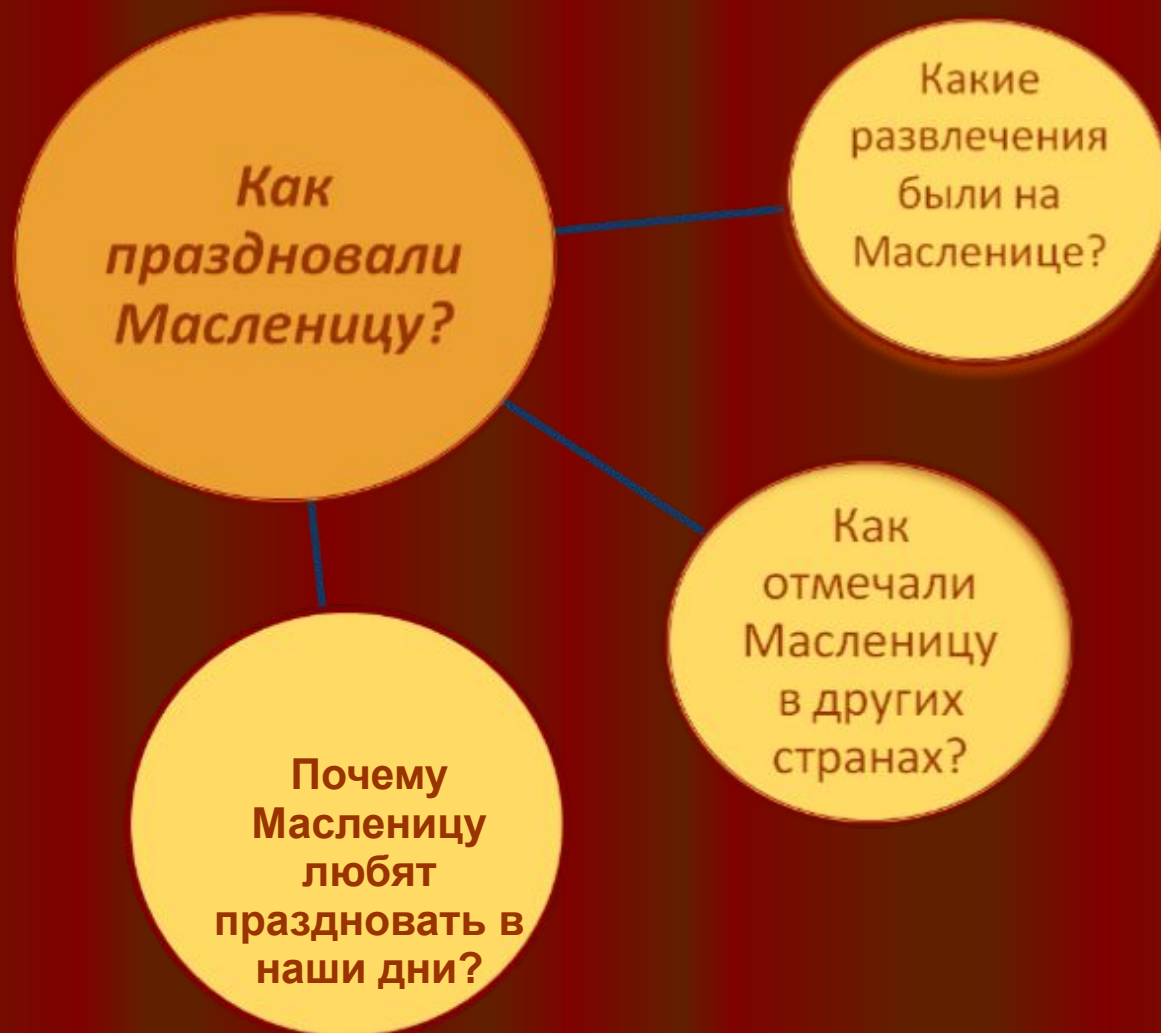 Как
праздновали
Масленицу?
Какие
развлечения
были на
Масленице?
Как
отмечали
Масленицу
в других
странах?
Почему
Масленицу
любят
праздновать в
наши дни?